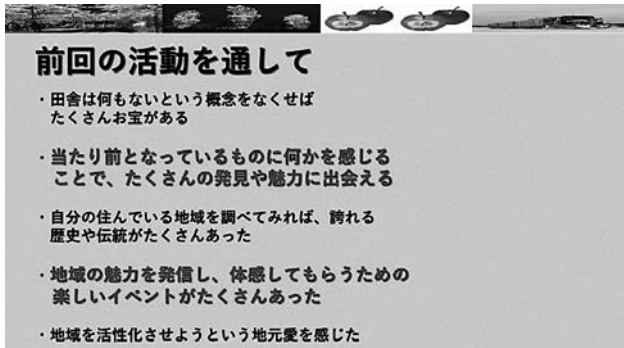 前回の活動を通して
・田舎は何もないという概念をなくせば
たくさんお宝がある
・当たり前となっているものに何かを感じる
ことで、たくさんの発見や魅力に出会える
・自分の住んでいる地域を調べてみれば、誇れる
歴史や伝統がたくさんあった
・地域の魅力を発信し、体感してもらうための
楽しいイベントがたくさんあった
・地域を活性化させようという地元愛を感じた